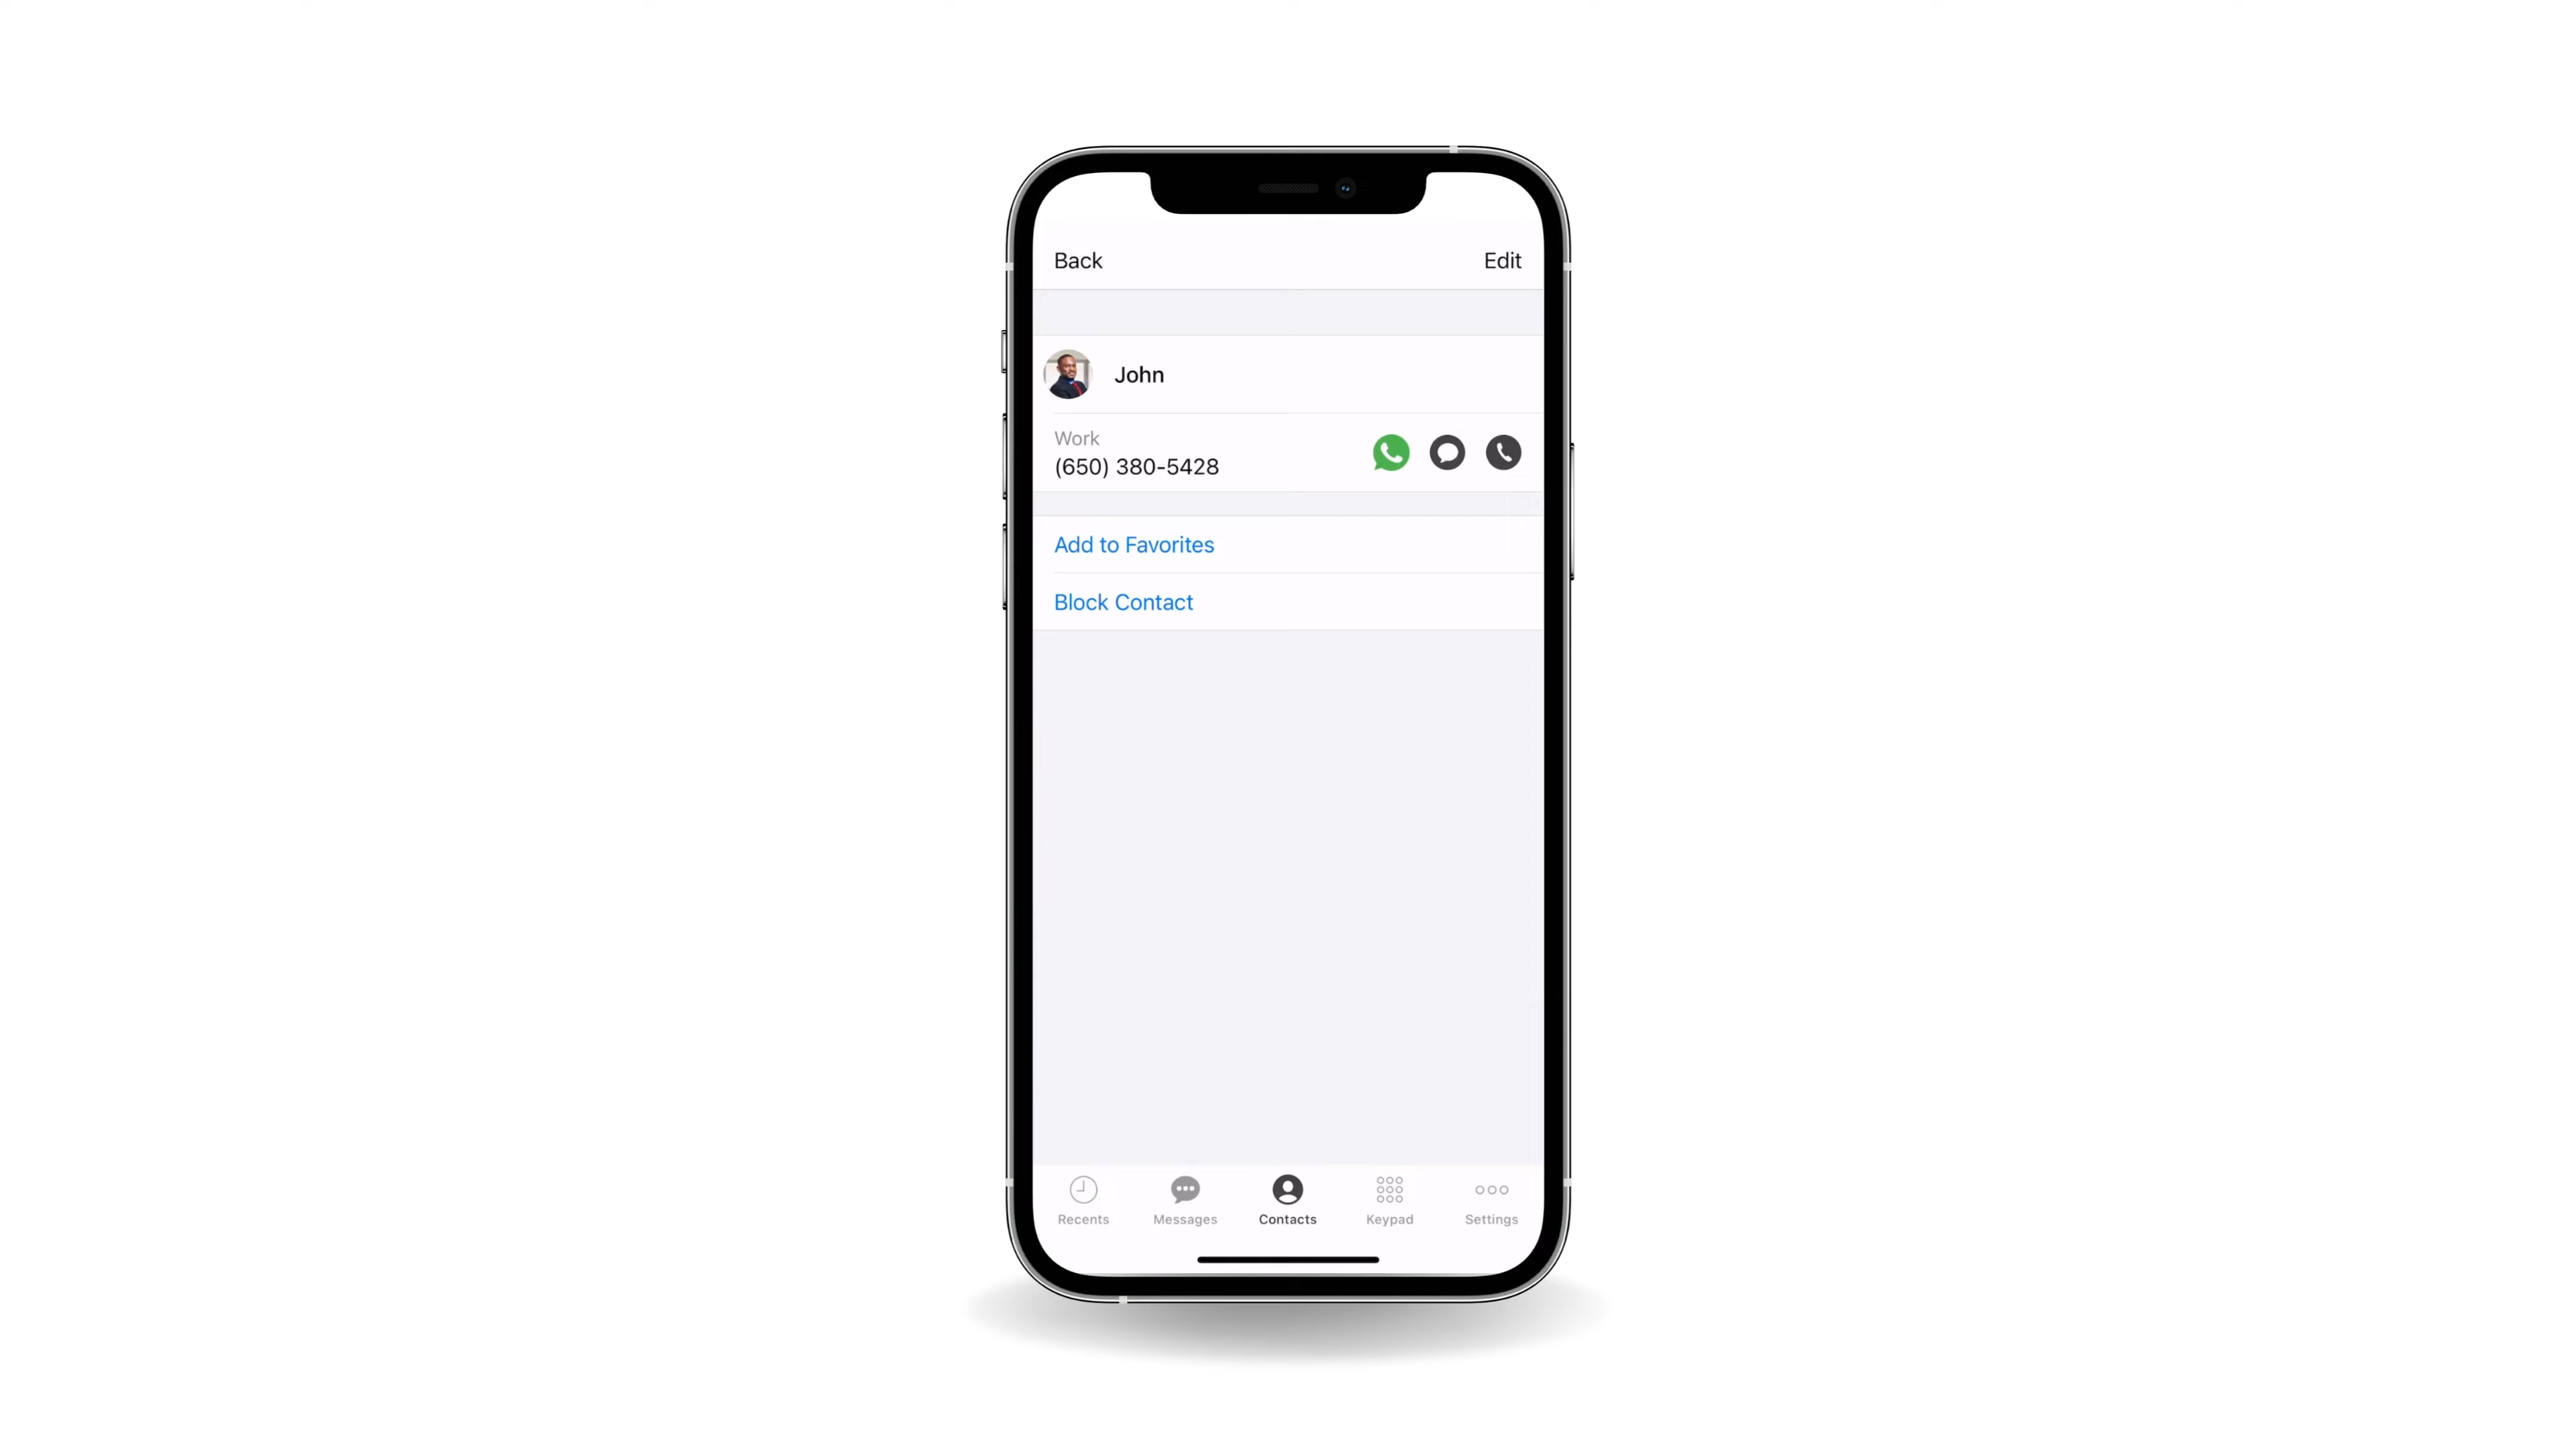 Back Edit
John
Work
(650) 380-5428
Add to Favorites
Block Contact
Recents Messages Contacts Keypad Settings